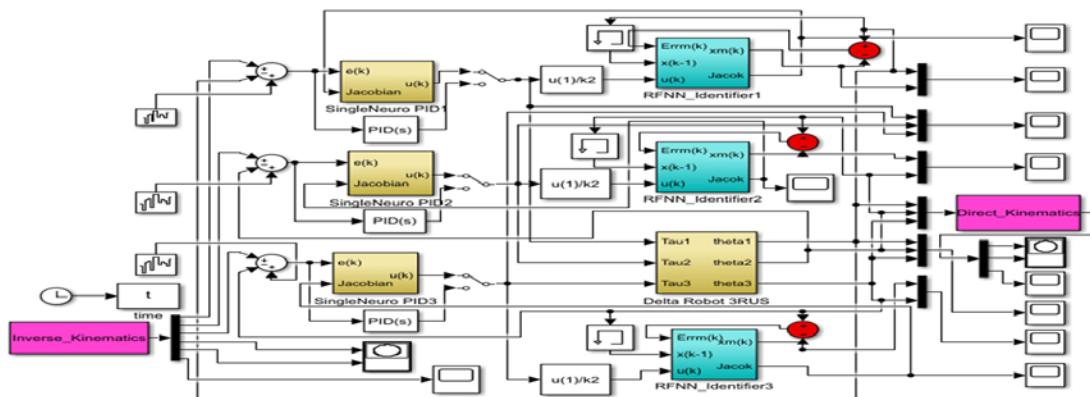 e(k)
u(k)
Jacobian
SingleNeuro PID1
PID(s)
u(1)/k2
Errm(k)
xm(k)
x(k-1)
u(k)
Jacok
RFNN_Identifier1
e(k)
u(k)
Jacobian
SingleNeuro PID2
PID(s)
u(1)/k2
Errm(k)
xm(k)
x(k-1)
u(k)
Jacok
RFNN_Identifier2
Direct_Kinematics
Tau1 theta1
Tau2 theta2
Tau3 theta3
Delta Robot 3RUS
e(k)
u(k)
Jacobian
SingleNeuro PID3
PID(s)
t
time
Inverse_Kinematics
u(1)/k2
Errm(k)
xm(k)
x(k-1)
u(k)
Jacok
RFNN_Identifier3